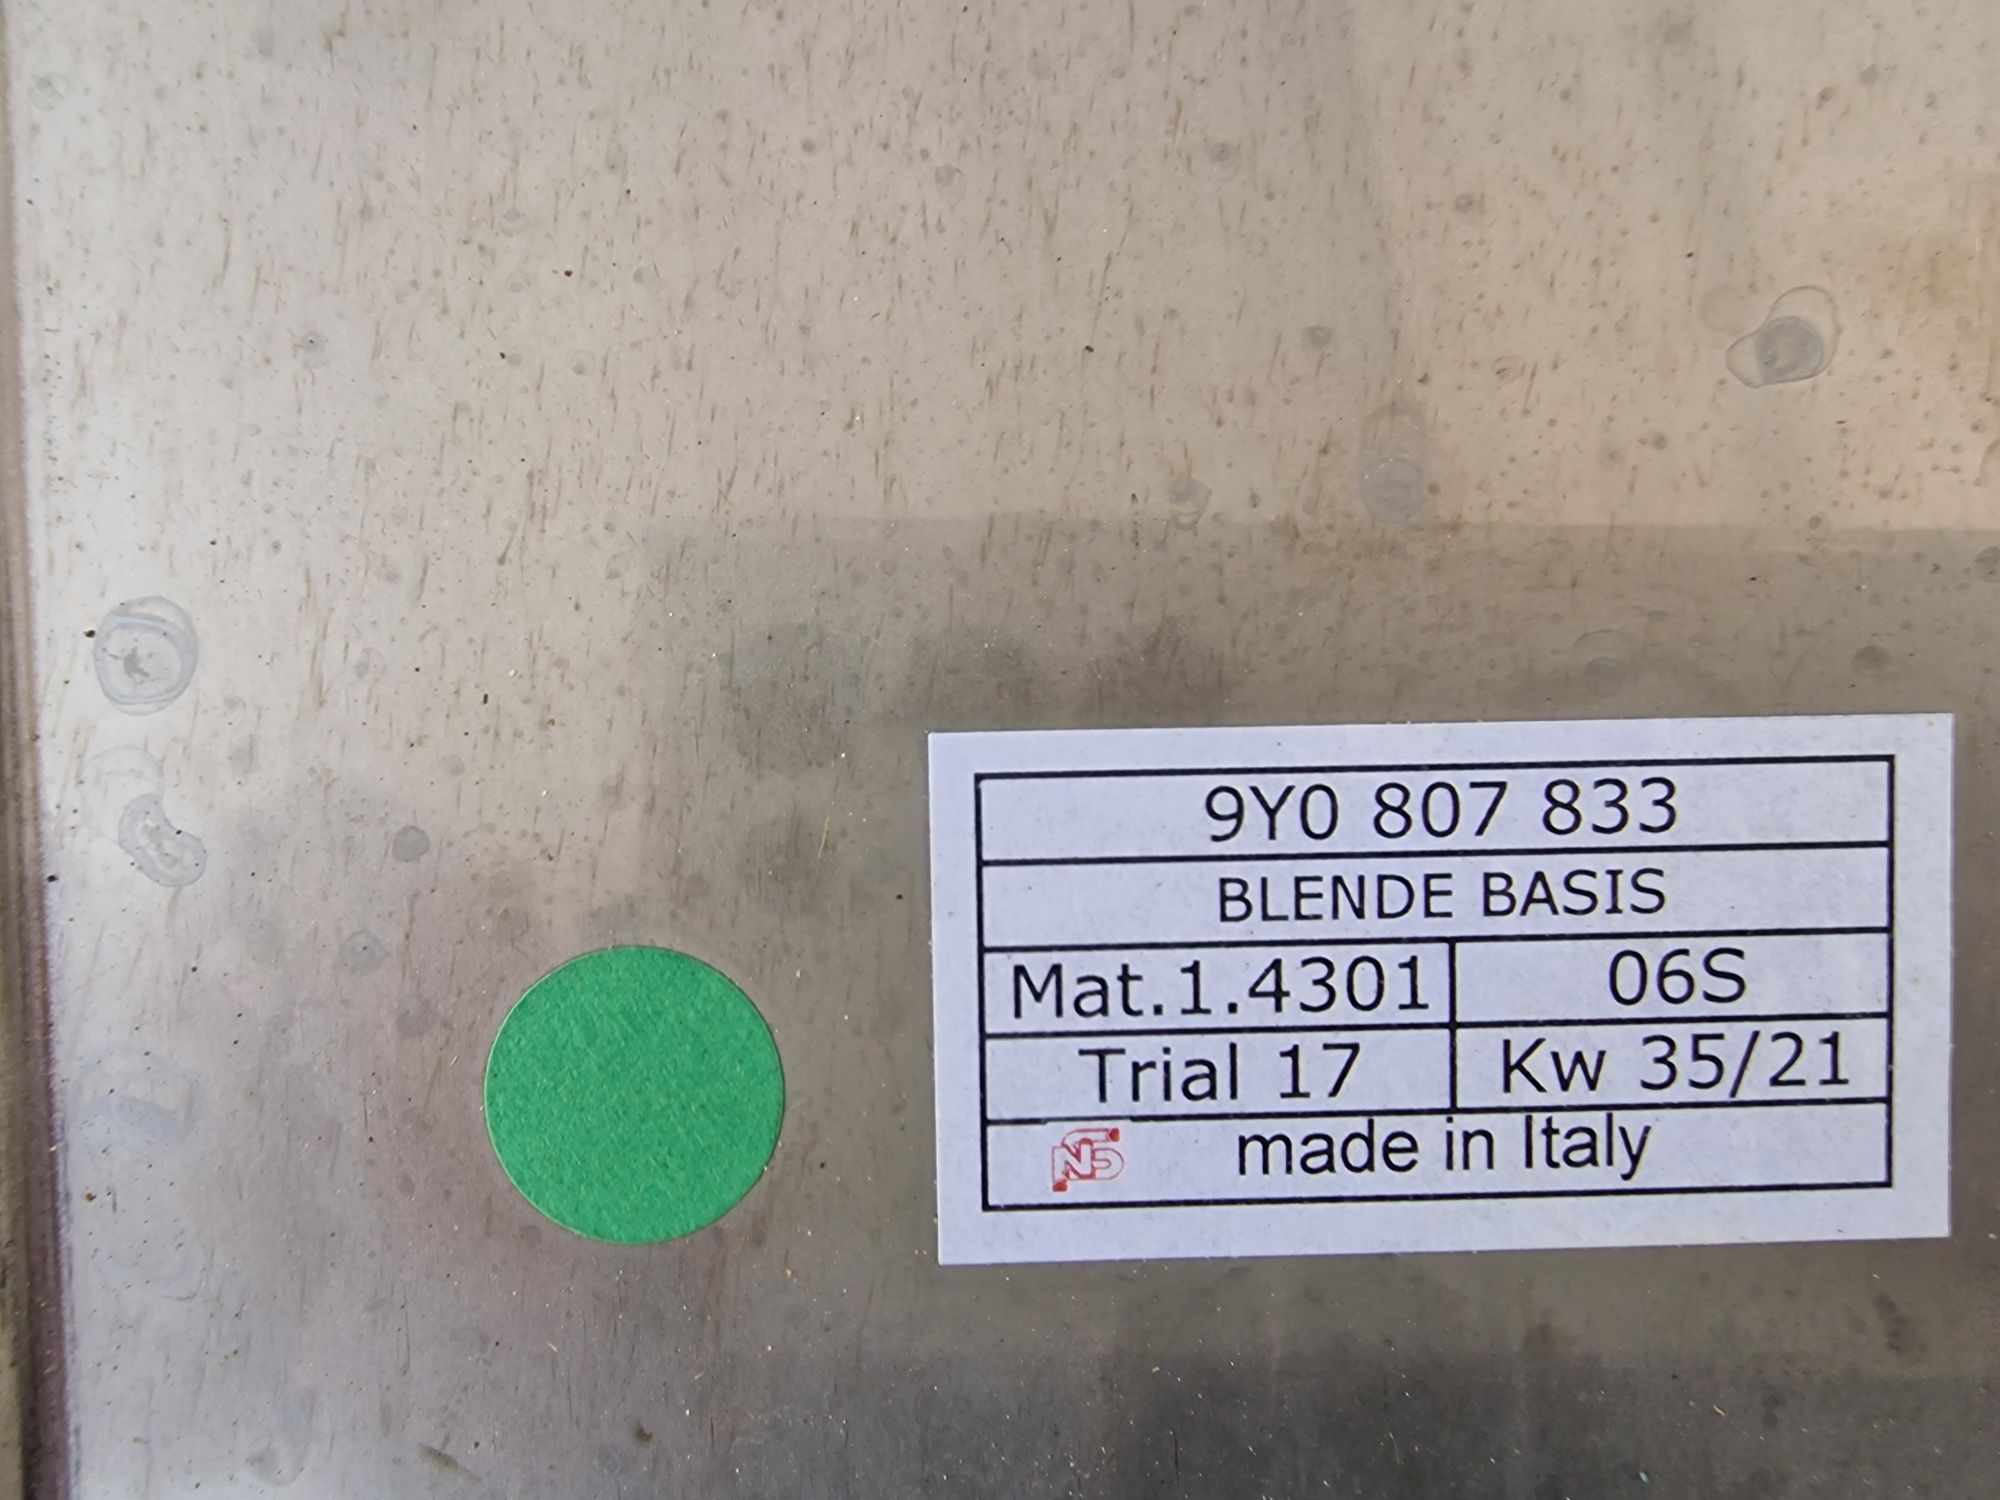 9Y0 807 833
BLENDE BASIS
Mat.1.4301 06S
Trial 17 Kw 35/21
made in Italy